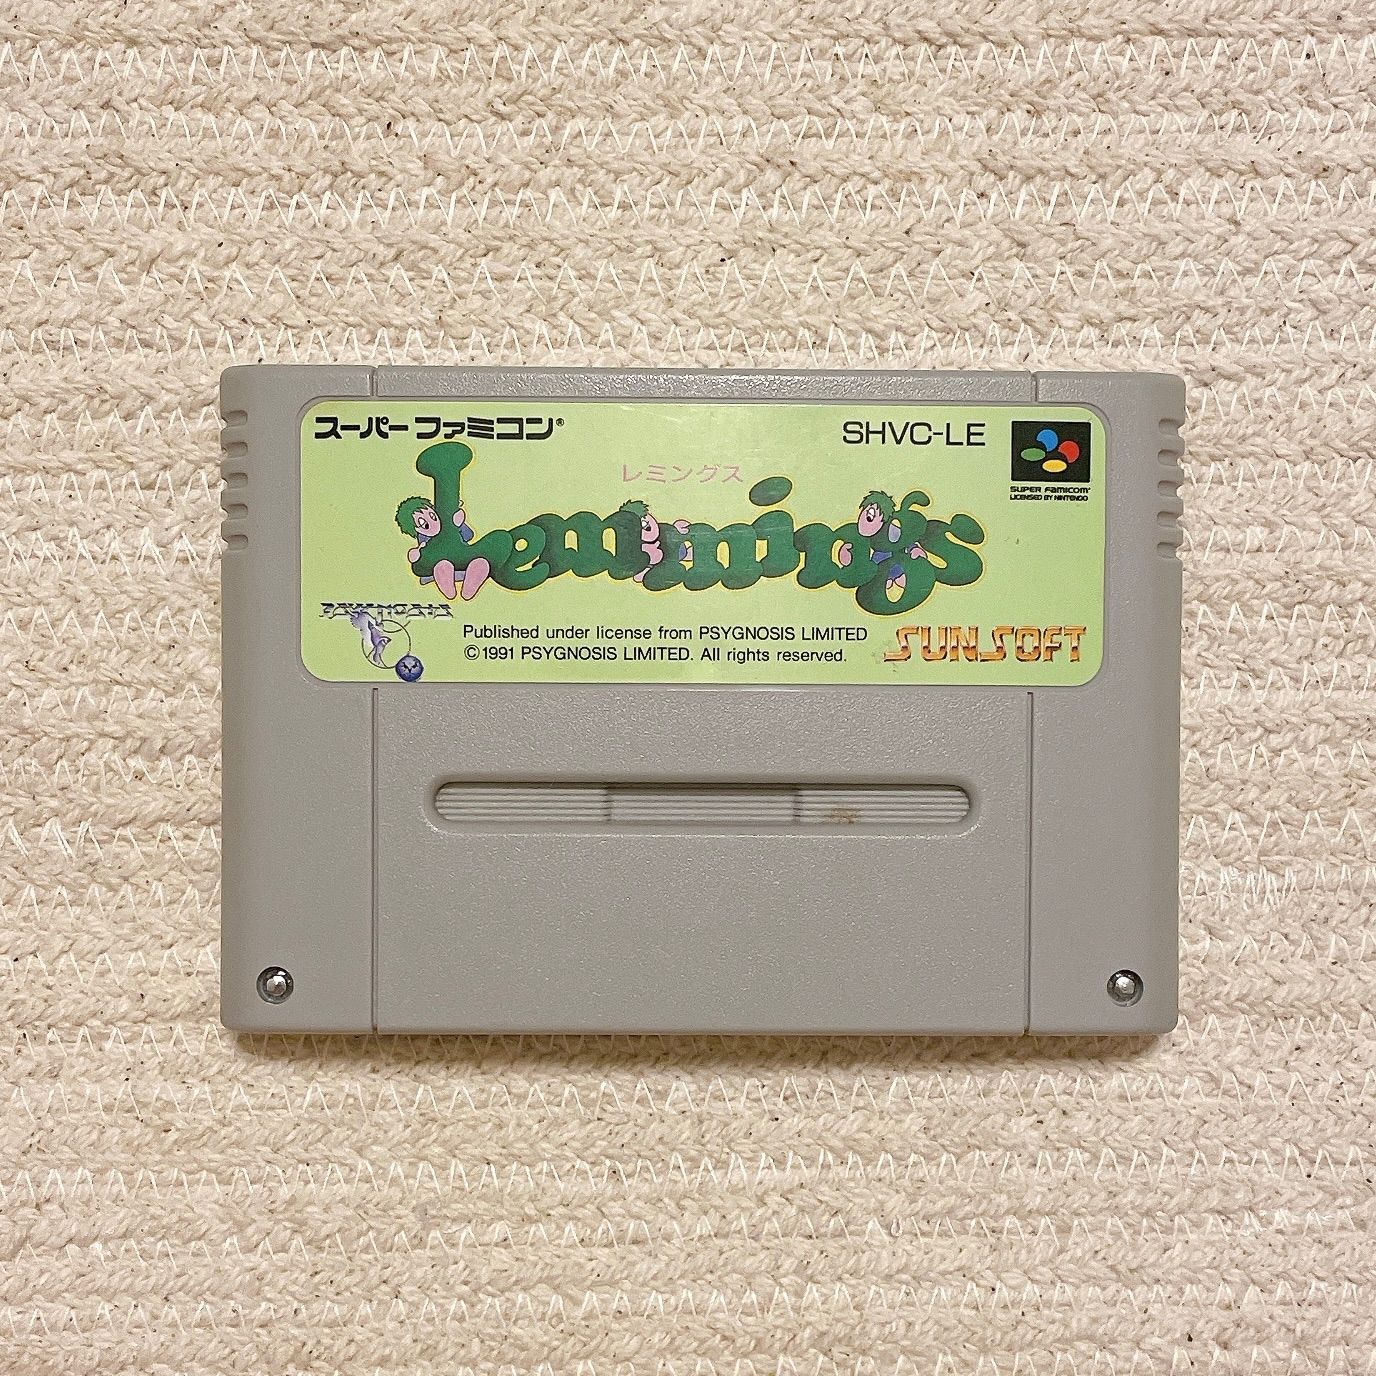 スーパーファミコン®
SHVC-LE
SUPER FAMICOM
LICENSED BY NINTENDO
レミングス
Lemmings
PSYGNOSIS
Published under license from PSYGNOSIS LIMITED
©1991 PSYGNOSIS LIMITED. All rights reserved.
SUNSOFT